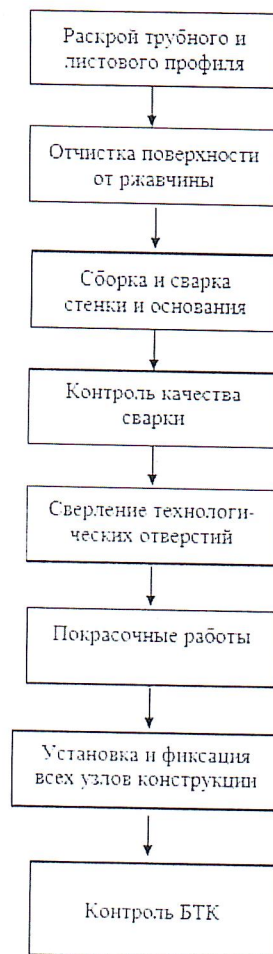 Раскрой трубного и
листового профиля
Отчистка поверхности
от ржавчины
Сборка и сварка
стенки и основания
Контроль качества
сварки
Сверление технологи-
ческих отверстий
Покрасочные работы
Установка и фиксация
всех узлов конструкции
Контроль БТК